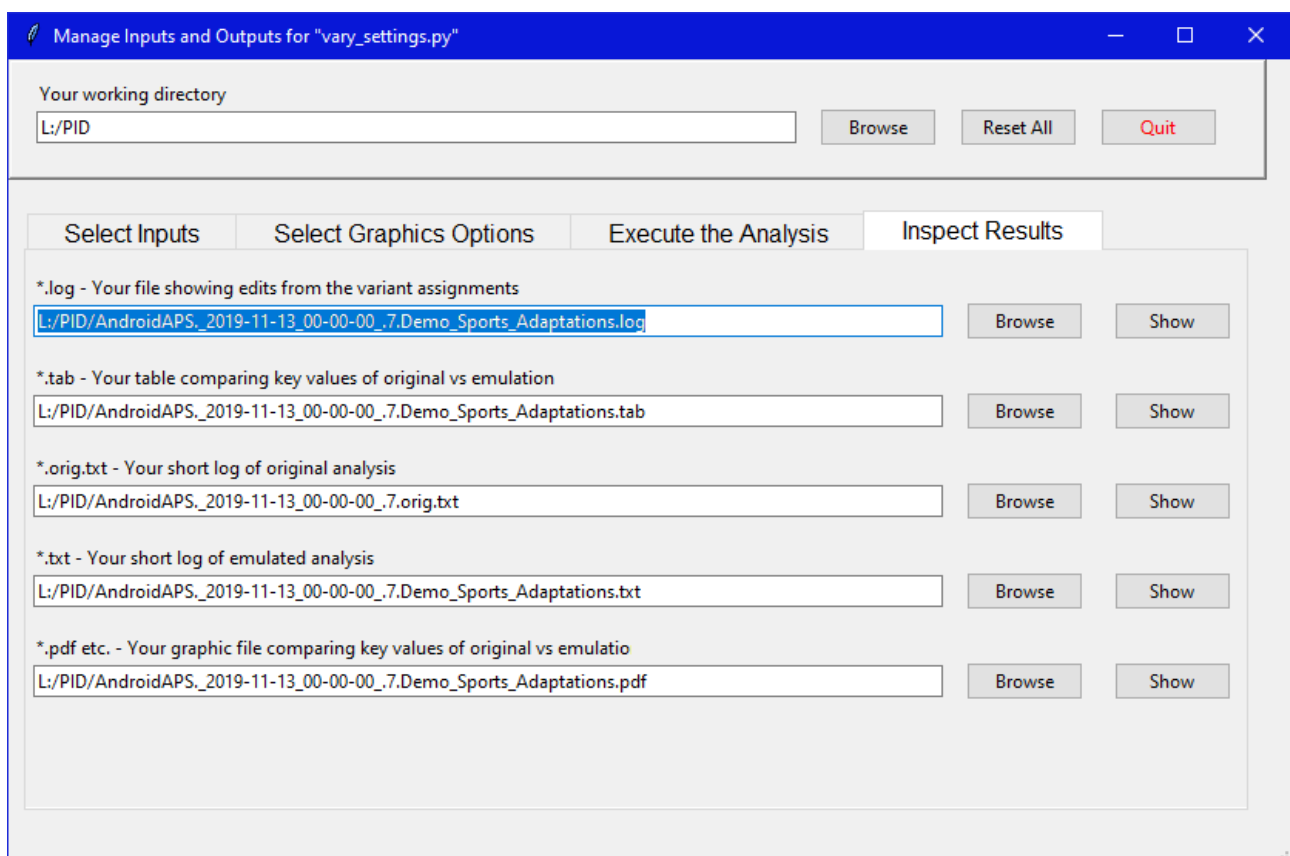 Manage Inputs and Outputs for "vary_settings.py"
Your working directory
L:/PID Browse Reset All Quit
Select Inputs Select Graphics Options Execute the Analysis Inspect Results
*.log - Your file showing edits from the variant assignments
L:/PID/AndroidAPS._2019-11-13_00-00-00_.7.Demo_Sports_Adaptations.log Browse Show
*.tab - Your table comparing key values of original vs emulation
L:/PID/AndroidAPS._2019-11-13_00-00-00_.7.Demo_Sports_Adaptations.tab Browse Show
*.orig.txt - Your short log of original analysis
L:/PID/AndroidAPS._2019-11-13_00-00-00_.7.orig.txt Browse Show
*.txt - Your short log of emulated analysis
L:/PID/AndroidAPS._2019-11-13_00-00-00_.7.Demo_Sports_Adaptations.txt Browse Show
*.pdf etc. - Your graphic file comparing key values of original vs emulatio
L:/PID/AndroidAPS._2019-11-13_00-00-00_.7.Demo_Sports_Adaptations.pdf Browse Show